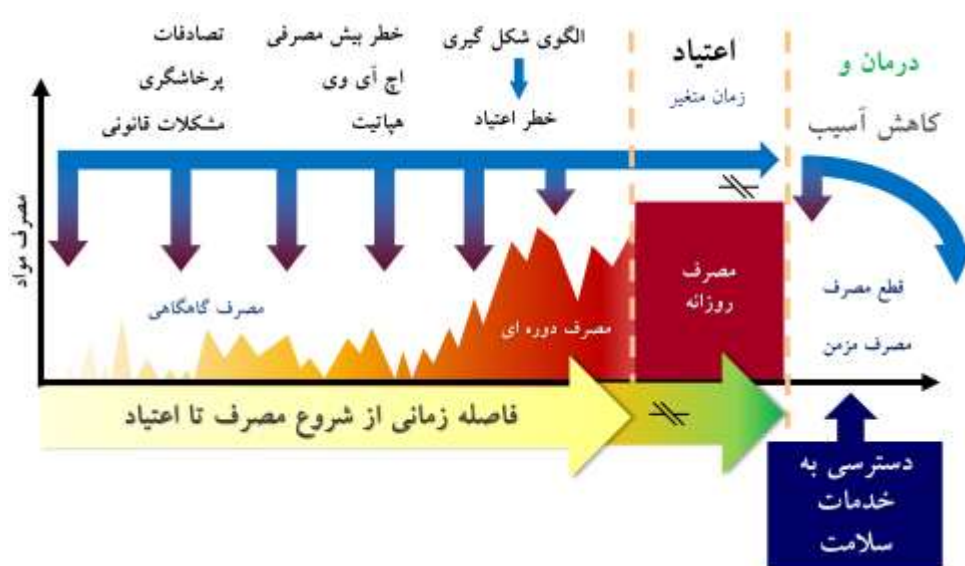 تصادفات
پرخاشگری
مشکلات قانونی
خطر بیش مصرفی
اچ آی وی
هپاتیت
الگوی شکل گیری
خطر اعتیاد
اعتیاد
زمان متغیر
درمان و
کاهش آسیب
مصرف مواد
مصرف گاهگاهی
مصرف دوره ای
مصرف
روزانه
قطع مصرف
مصرف مزمن
فاصله زمانی از شروع مصرف تا اعتیاد
دسترسی به
خدمات
سلامت